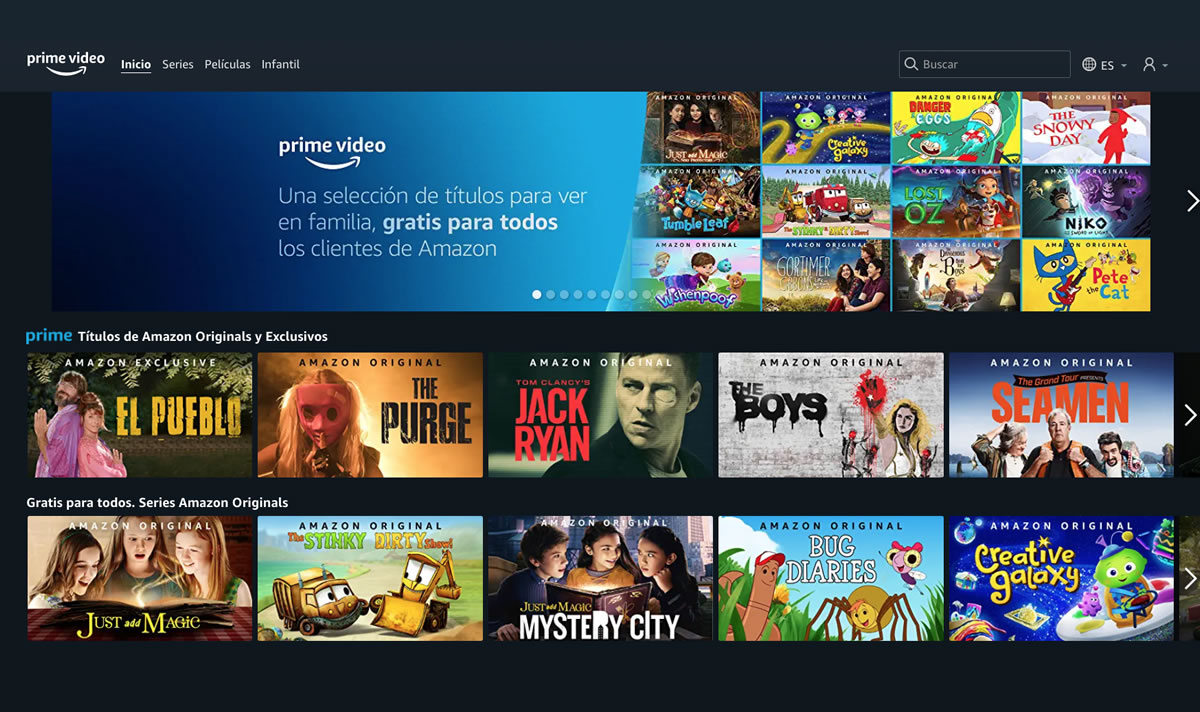 prime video
Inicio Series Películas Infantil
Buscar
ES
prime video
Una selección de títulos para ver
en familia, gratis para todos
los clientes de Amazon
AMAZON ORIGINAL
JUST add MAGIC
AMAZON ORIGINAL
Creative galaxy
AMAZON ORIGINAL
DANGER & EGGS
AMAZON ORIGINAL
THE SNOWY DAY
AMAZON ORIGINAL
Tumble Leaf
AMAZON ORIGINAL
The STINKY & DIRTY Show!
AMAZON ORIGINAL
LOST IN OZ
AMAZON ORIGINAL
NIKO
AND THE SWORD OF LIGHT
AMAZON ORIGINAL
Wishenpoof
AMAZON ORIGINAL
GORTIMER GIBBON'S
AMAZON ORIGINAL
DANGEROUS BOOK for BOYS
AMAZON ORIGINAL
Pete the Cat
prime Títulos de Amazon Originals y Exclusivos
AMAZON EXCLUSIVE
EL PUEBLO
AMAZON ORIGINAL
THE PURGE
AMAZON ORIGINAL
TOM CLANCY'S
JACK RYAN
AMAZON ORIGINAL
THE BOYS
AMAZON ORIGINAL
The Grand Tour PRESENTS
SEAMEN
Gratis para todos. Series Amazon Originals
AMAZON ORIGINAL
JUST add MAGIC
AMAZON ORIGINAL
The STINKY & DIRTY Show!
AMAZON ORIGINAL
JUST add MAGIC
MYSTERY CITY
AMAZON ORIGINAL
BUG DIARIES
AMAZON ORIGINAL
Creative galaxy